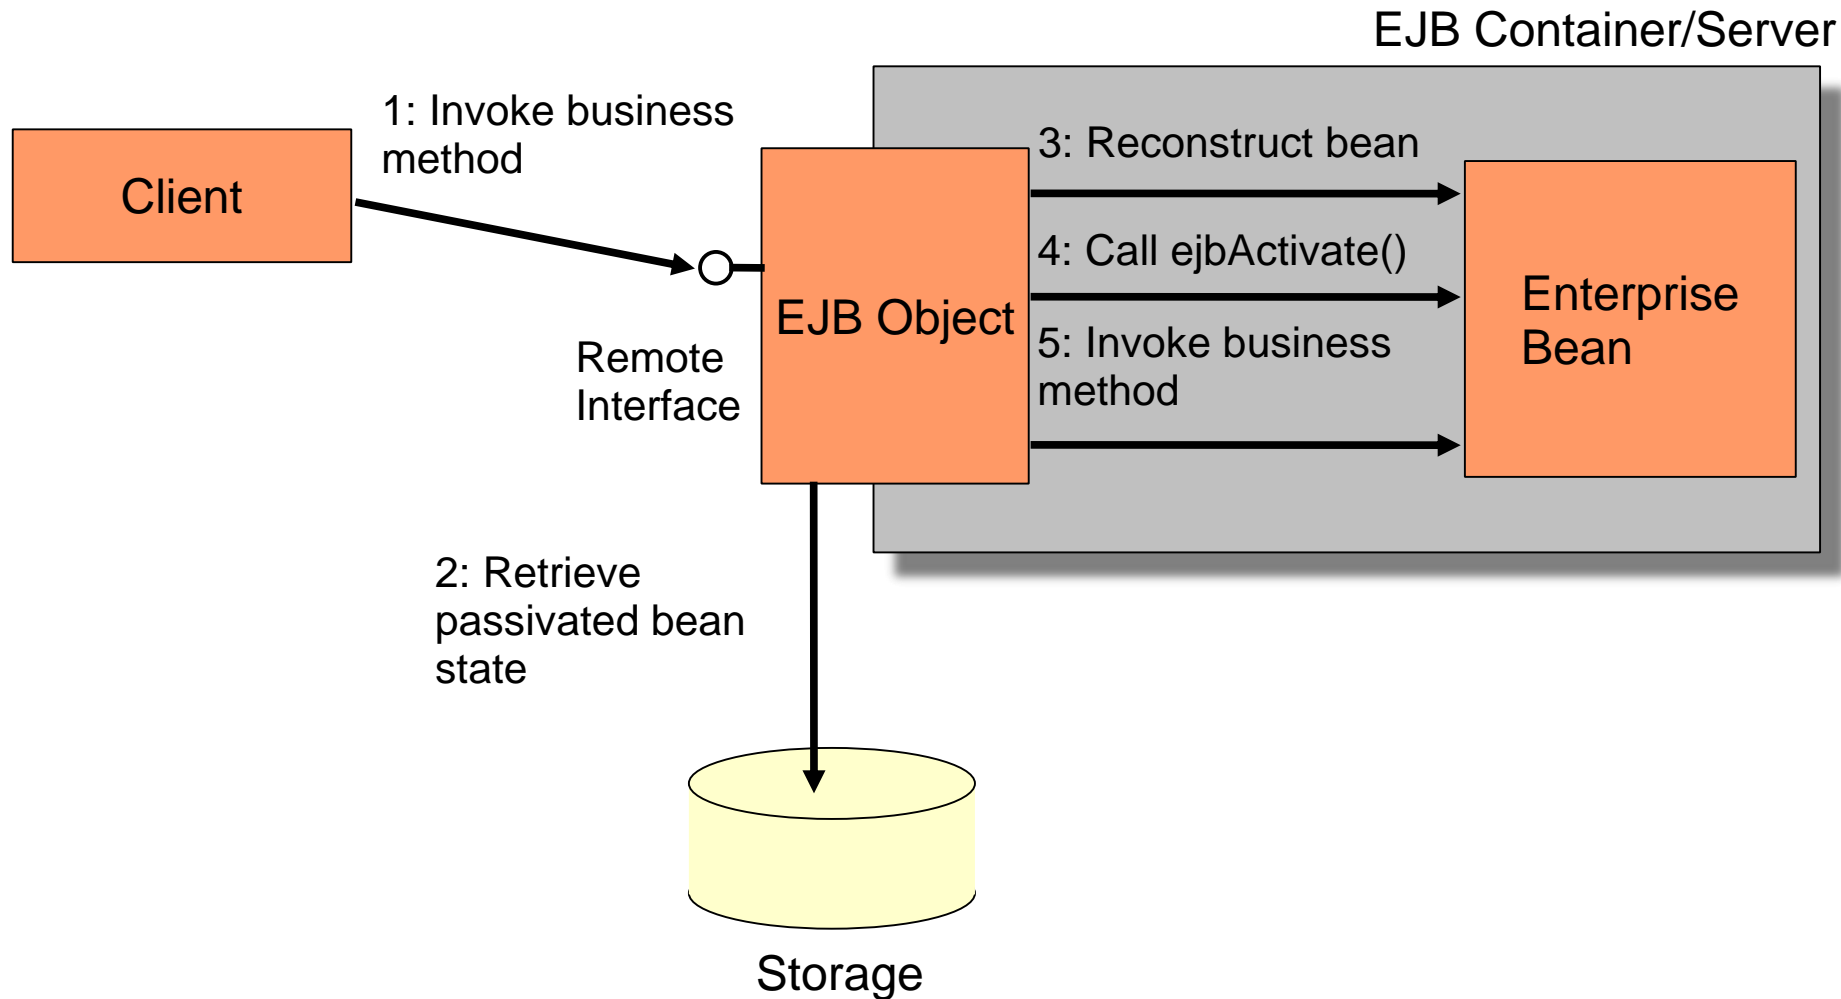 EJB Container/Server
1: Invoke business
method
Client
3: Reconstruct bean
4: Call ejbActivate()
EJB Object
Enterprise
Bean
5: Invoke business
method
Remote
Interface
2: Retrieve
passivated bean
state
Storage